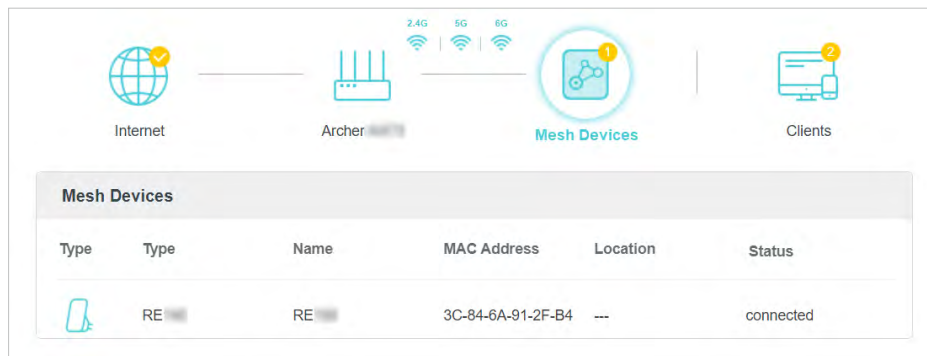 2.4G 5G 6G
1
2
Internet
Archer
Mesh Devices
Clients
Mesh Devices
Type Type Name MAC Address Location Status
RE RE 3C-84-6A-91-2F-B4 --- connected